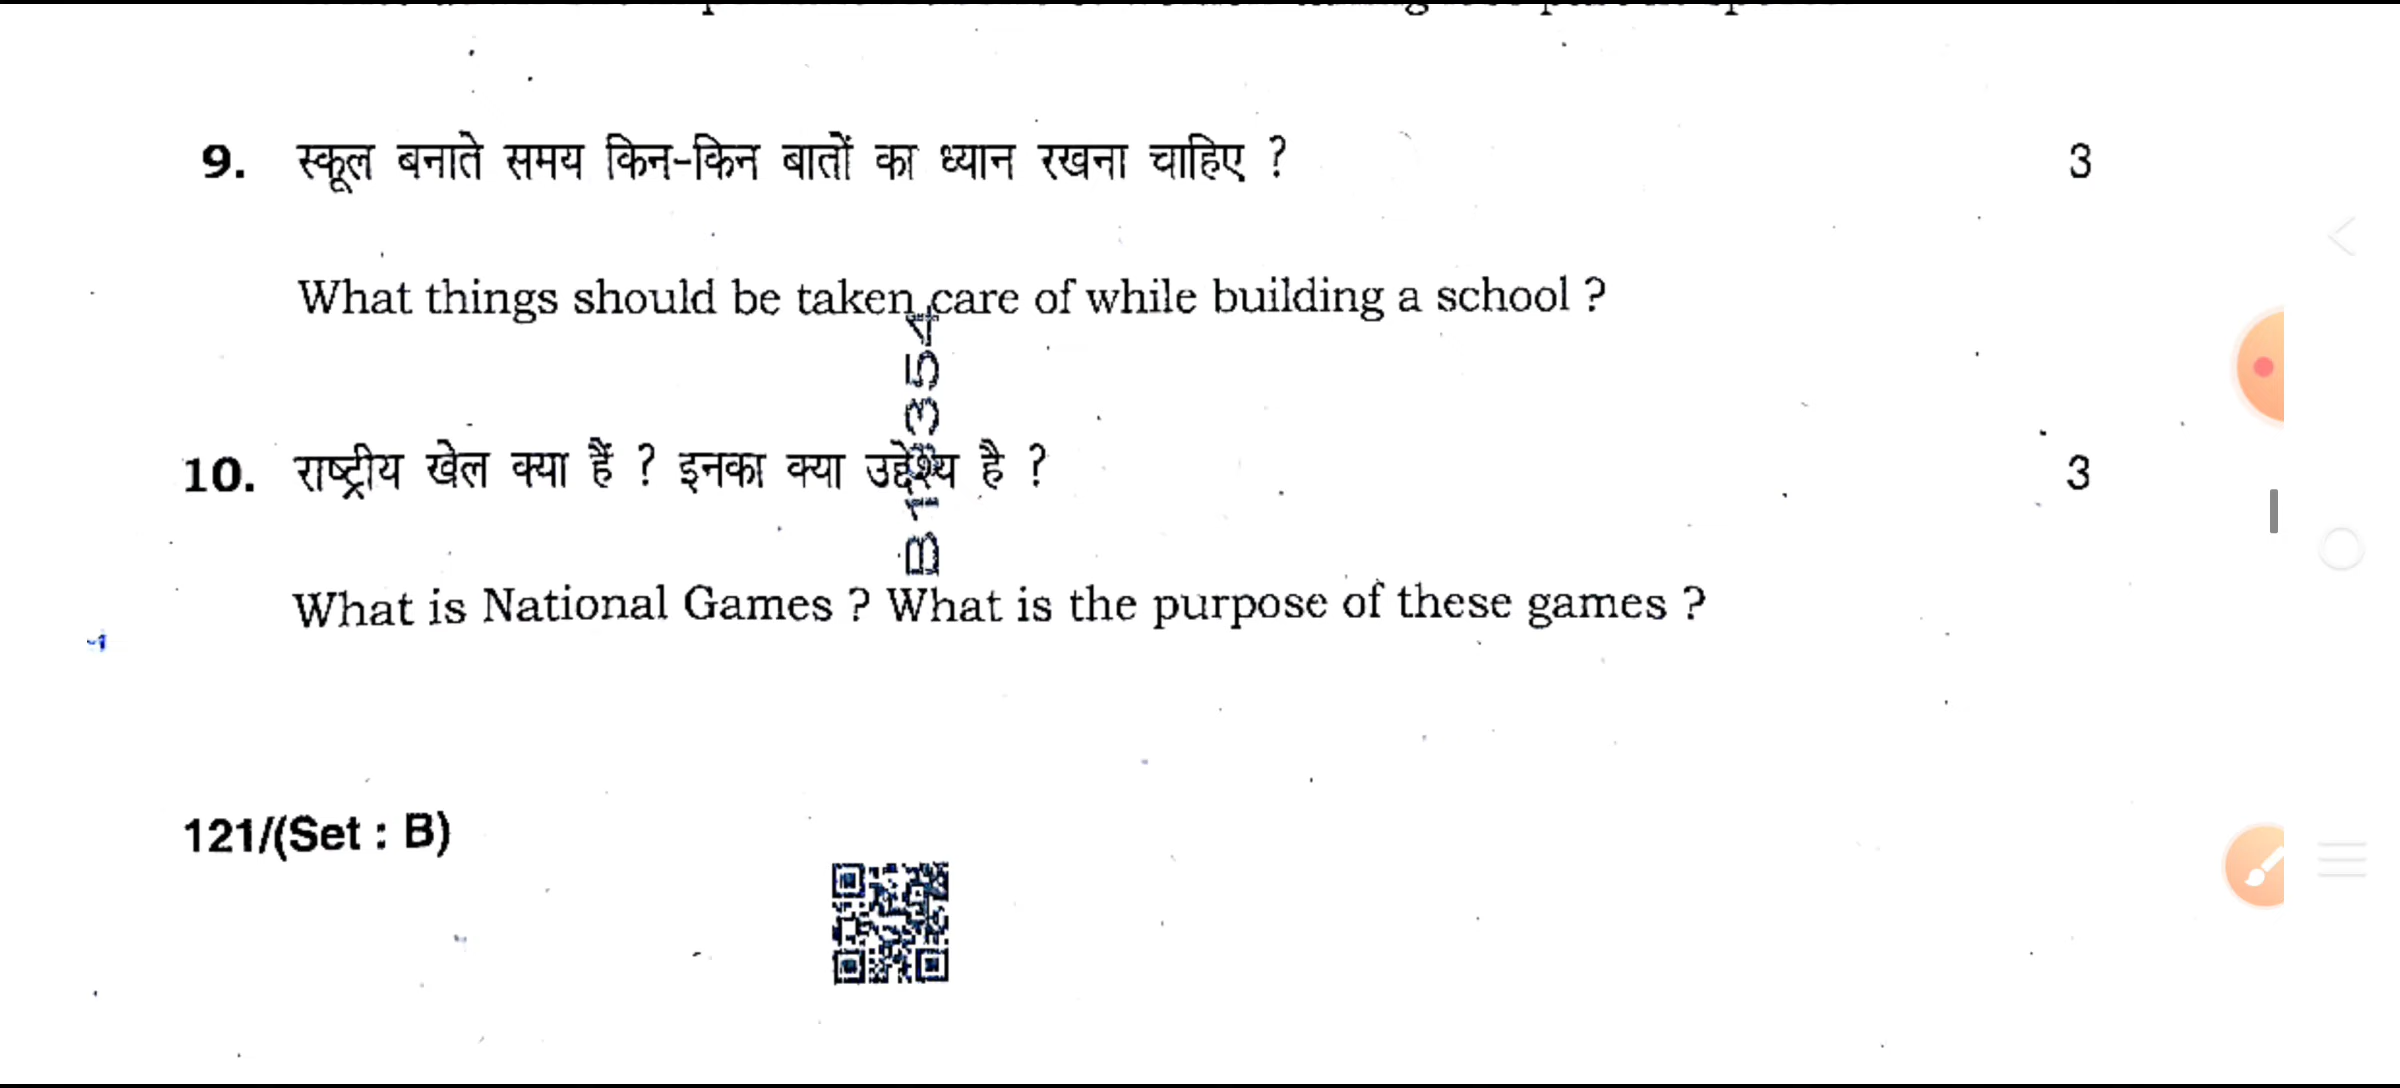 9. स्कूल बनाते समय किन-किन बातों का ध्यान रखना चाहिए ? 3
What things should be taken care of while building a school ?
10. राष्ट्रीय खेल क्या हैं ? इनका क्या उद्देश्य है ? 3
What is National Games ? What is the purpose of these games ?
121/(Set : B)